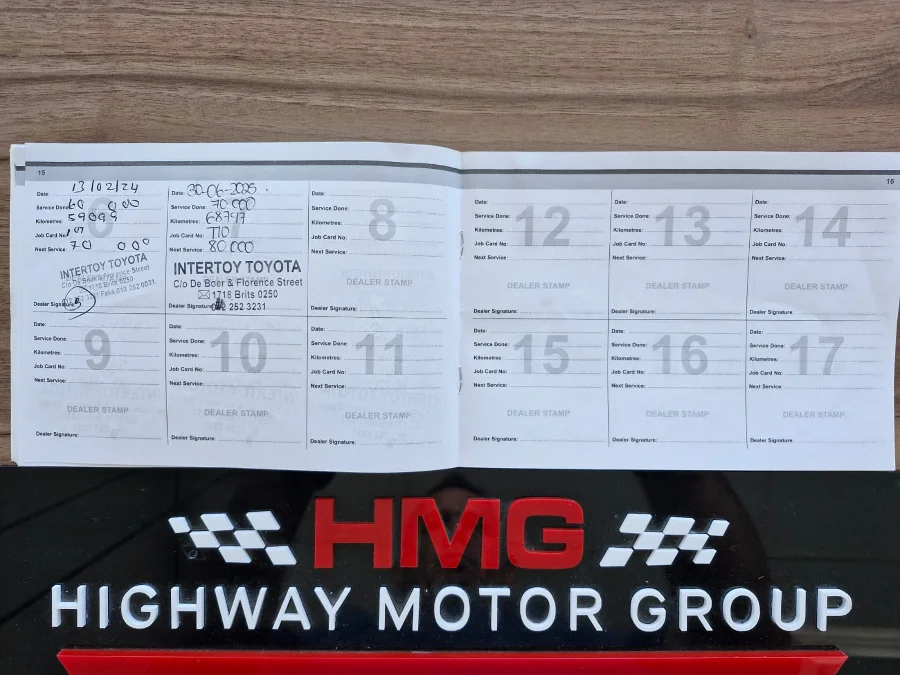 15
Date: 13/02/24
Service Done: 60 000
Kilometres: 59099
Job Card No:
Next Service: 70 000
INTERTOY TOYOTA
C/o De Boer & Florence Street
Brits 0250
Dealer Signature:
Date: 30-06-2025.
Service Done: 70 000
Kilometres: 68797
Job Card No: T10
Next Service: 80 000
INTERTOY TOYOTA
C/o De Boer & Florence Street
1718 Brits 0250
252 3231
Dealer Signature:
8
Date:
Service Done:
Kilometres:
Job Card No:
Next Service:
DEALER STAMP
Dealer Signature:
9
Date:
Service Done:
Kilometres:
Job Card No:
Next Service:
DEALER STAMP
Dealer Signature:
10
Date:
Service Done:
Kilometres:
Job Card No:
Next Service:
DEALER STAMP
Dealer Signature:
11
Date:
Service Done:
Kilometres:
Job Card No:
Next Service:
DEALER STAMP
Dealer Signature:
16
12
Date:
Service Done:
Kilometres:
Job Card No:
Next Service:
DEALER STAMP
Dealer Signature:
13
Date:
Service Done:
Kilometres:
Job Card No:
Next Service:
DEALER STAMP
Dealer Signature:
14
Date:
Service Done:
Kilometres:
Job Card No:
Next Service:
DEALER STAMP
Dealer Signature:
15
Date:
Service Done:
Kilometres:
Job Card No:
Next Service:
DEALER STAMP
Dealer Signature:
16
Date:
Service Done:
Kilometres:
Job Card No:
Next Service:
DEALER STAMP
Dealer Signature:
17
Date:
Service Done:
Kilometres:
Job Card No:
Next Service:
DEALER STAMP
Dealer Signature:
HMG
HIGHWAY MOTOR GROUP